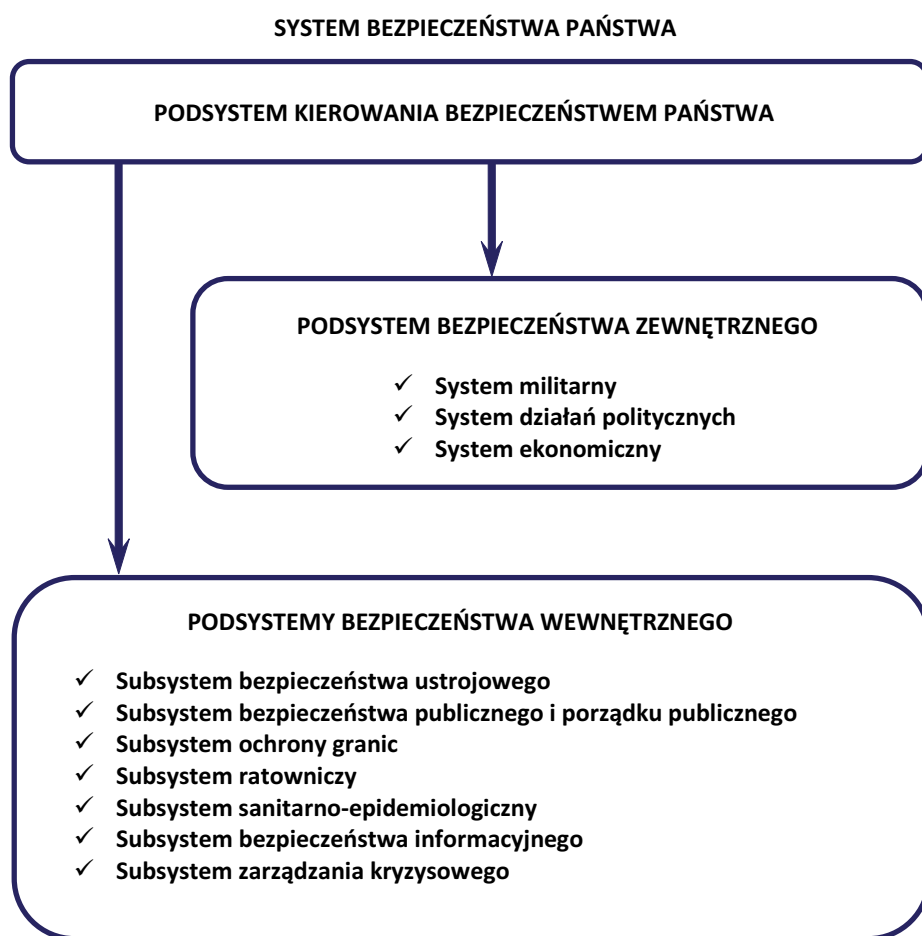 SYSTEM BEZPIECZEŃSTWA PAŃSTWA
PODSYSTEM KIEROWANIA BEZPIECZEŃSTWEM PAŃSTWA
PODSYSTEM BEZPIECZEŃSTWA ZEWNĘTRZNEGO
✓ System militarny
✓ System działań politycznych
✓ System ekonomiczny
PODSYSTEMY BEZPIECZEŃSTWA WEWNĘTRZNEGO
✓ Subsystem bezpieczeństwa ustrojowego
✓ Subsystem bezpieczeństwa publicznego i porządku publicznego
✓ Subsystem ochrony granic
✓ Subsystem ratowniczy
✓ Subsystem sanitarno-epidemiologiczny
✓ Subsystem bezpieczeństwa informacyjnego
✓ Subsystem zarządzania kryzysowego